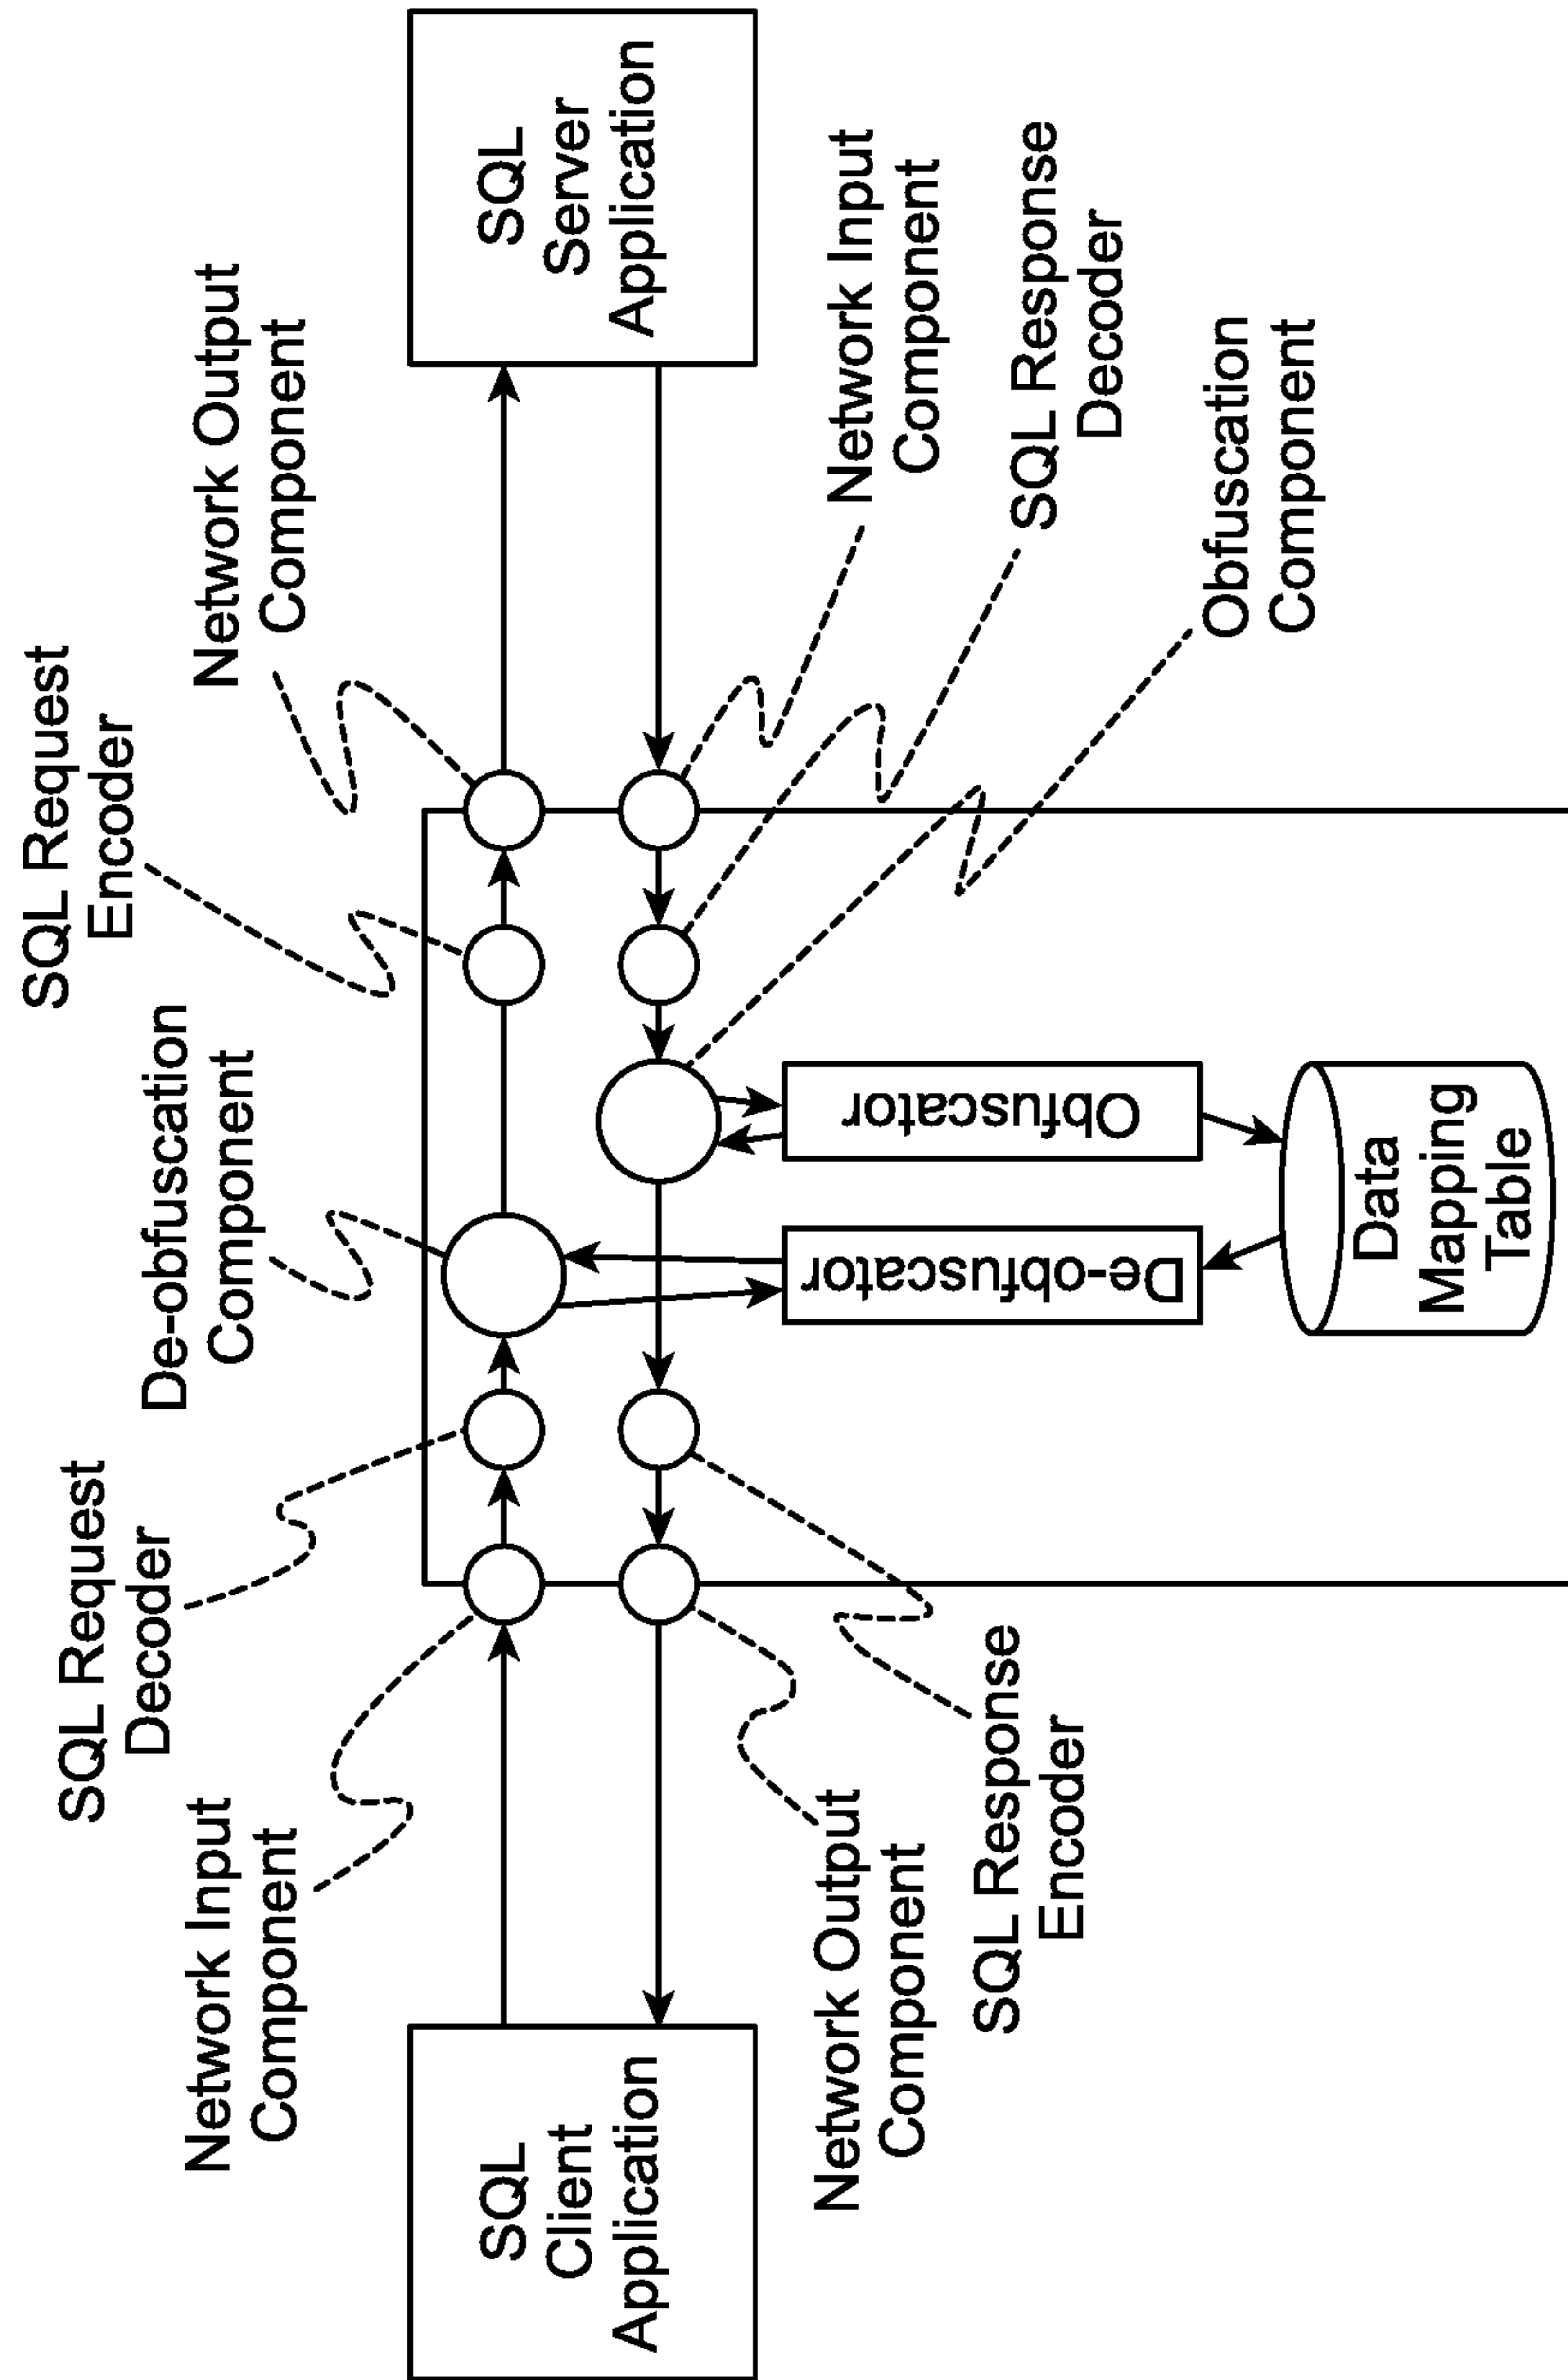 SQL Request
Encoder
Network Output
Component
SQL
Server
Application
De-obfuscation
Component
SQL Request
Decoder
Network Input
Component
SQL
Client
Application
Network Input
Component
SQL Response
Decoder
Obfuscation
Component
Obfuscator
De-obfuscator
Data
Mapping
Table
Network Output
Component
SQL Response
Encoder